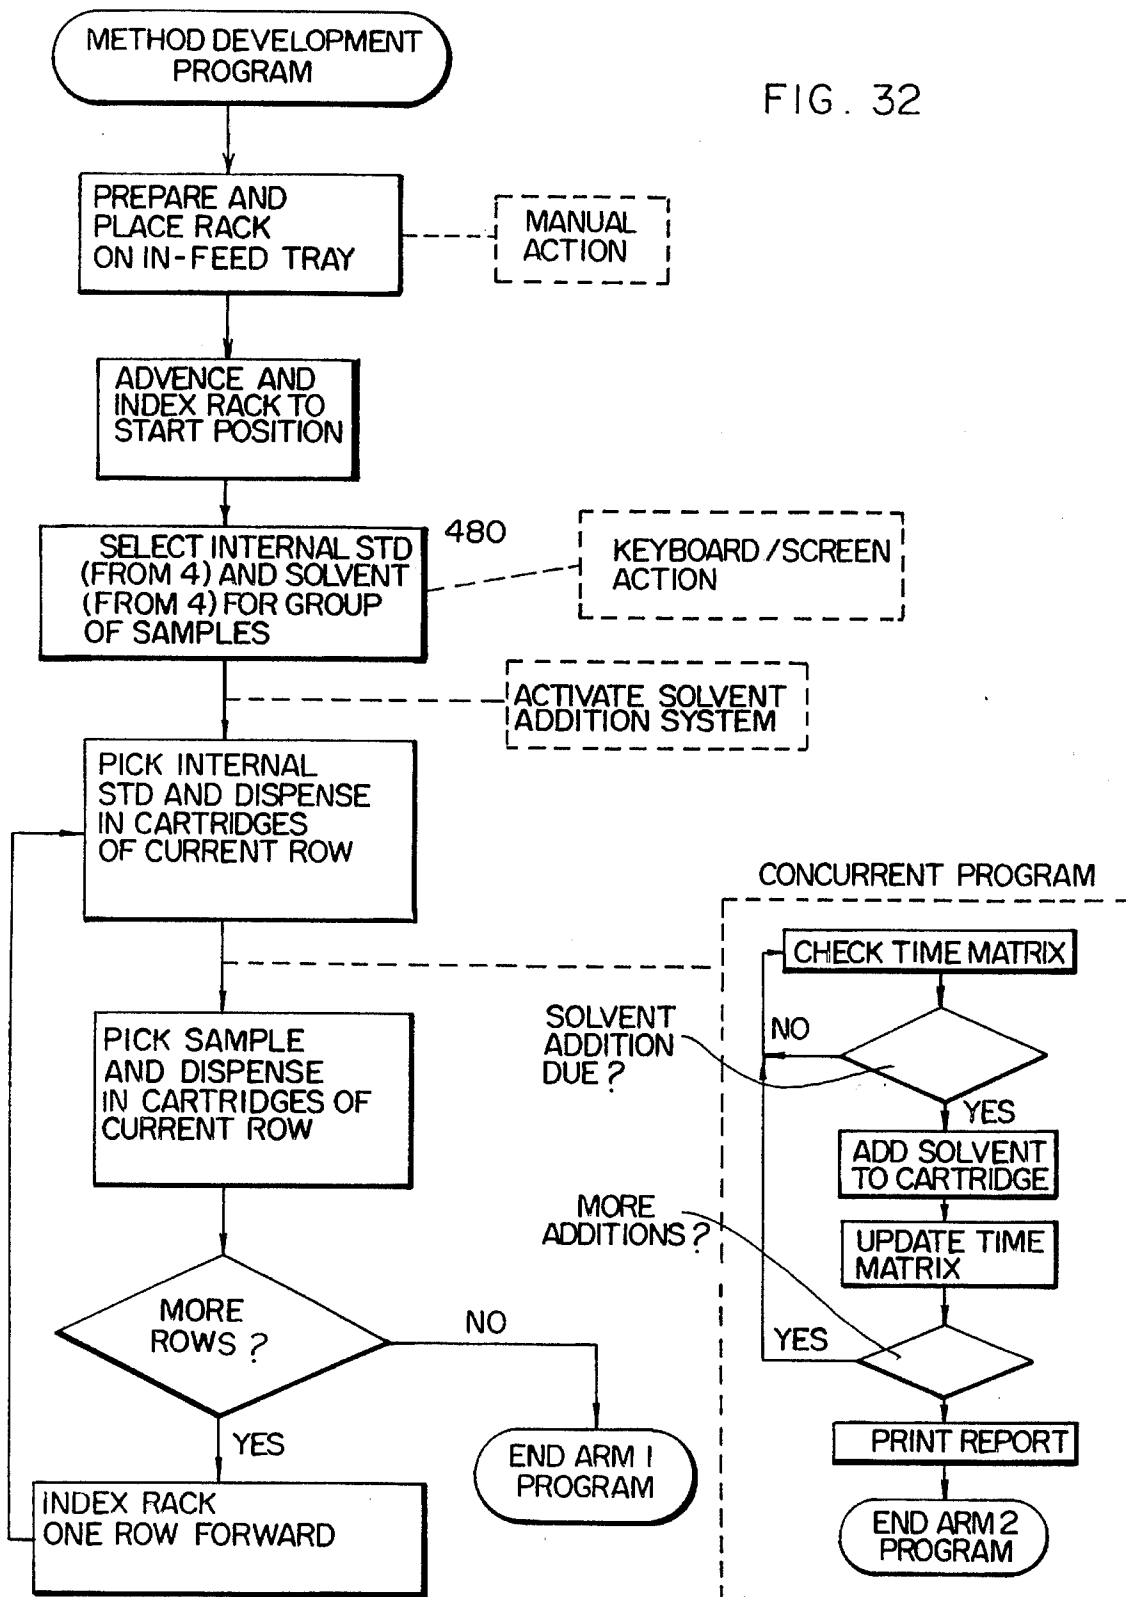 METHOD DEVELOPMENT
PROGRAM
FIG. 32
PREPARE AND
PLACE RACK
ON IN-FEED TRAY
MANUAL
ACTION
ADVENCE AND
INDEX RACK TO
START POSITION
480
SELECT INTERNAL STD
(FROM 4) AND SOLVENT
(FROM 4) FOR GROUP
OF SAMPLES
KEYBOARD/SCREEN
ACTION
ACTIVATE SOLVENT
ADDITION SYSTEM
PICK INTERNAL
STD AND DISPENSE
IN CARTRIDGES
OF CURRENT ROW
PICK SAMPLE
AND DISPENSE
IN CARTRIDGES OF
CURRENT ROW
MORE
ROWS?
NO
YES
END ARM 1
PROGRAM
INDEX RACK
ONE ROW FORWARD
CONCURRENT PROGRAM
CHECK TIME MATRIX
SOLVENT
ADDITION
DUE?
NO
YES
ADD SOLVENT
TO CARTRIDGE
UPDATE TIME
MATRIX
MORE
ADDITIONS?
YES
PRINT REPORT
END ARM 2
PROGRAM